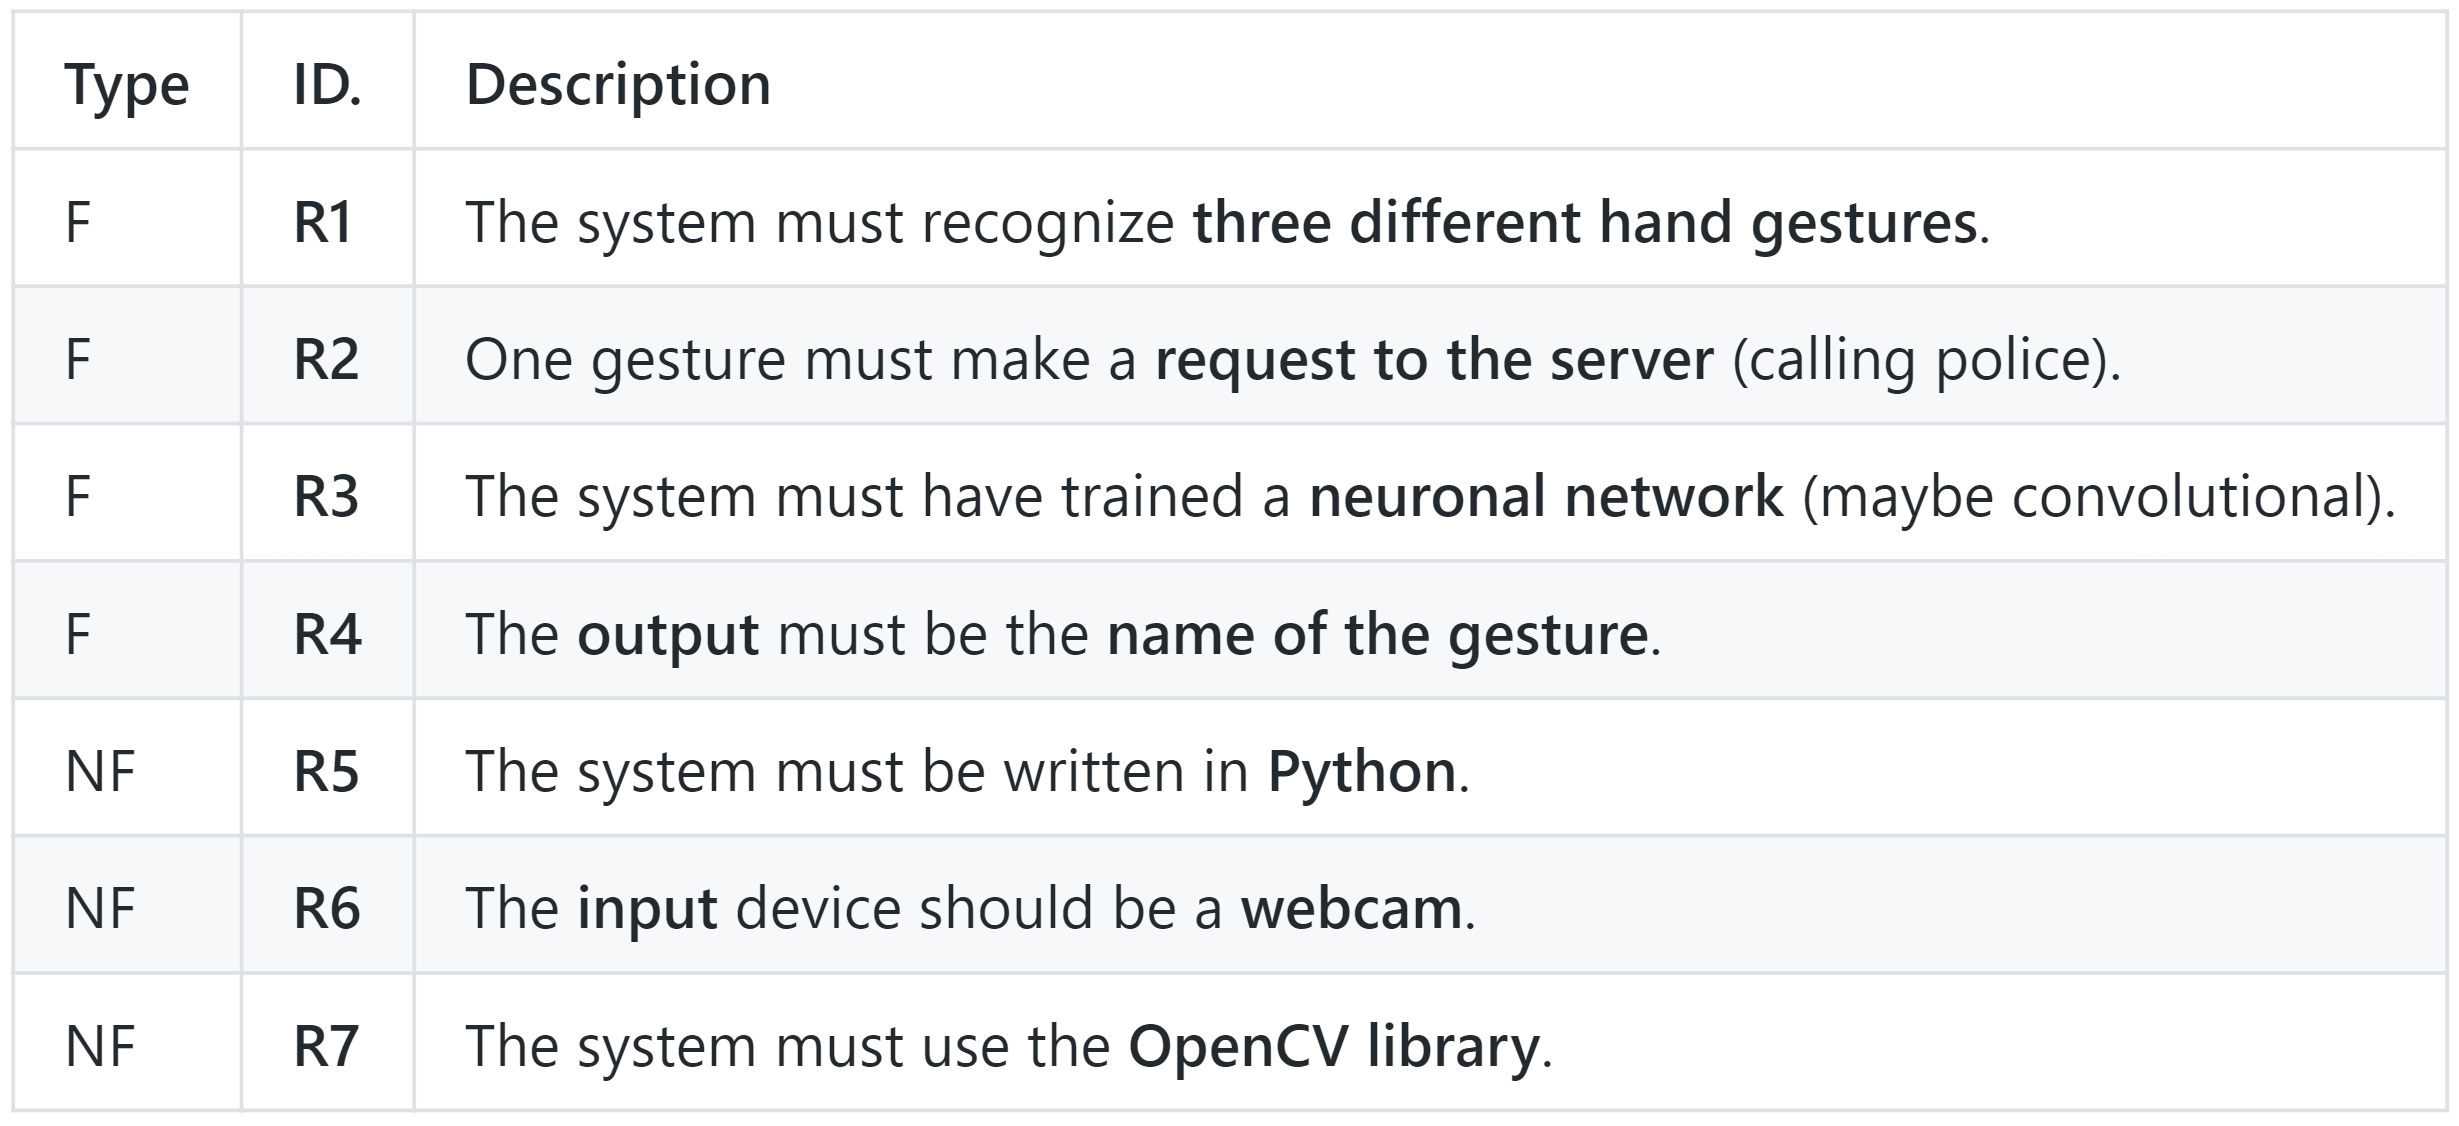 Type ID. Description
F R1 The system must recognize three different hand gestures.
F R2 One gesture must make a request to the server (calling police).
F R3 The system must have trained a neuronal network (maybe convolutional).
F R4 The output must be the name of the gesture.
NF R5 The system must be written in Python.
NF R6 The input device should be a webcam.
NF R7 The system must use the OpenCV library.